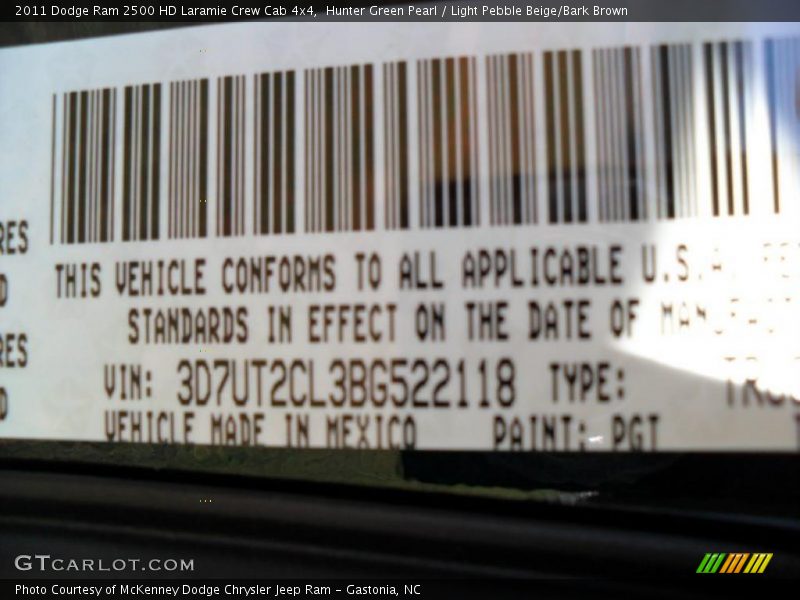 2011 Dodge Ram 2500 HD Laramie Crew Cab 4x4,  Hunter Green Pearl / Light Pebble Beige/Bark Brown
RES
D
RES
D
THIS VEHICLE CONFORMS TO ALL APPLICABLE U.S.A.
STANDARDS IN EFFECT ON THE DATE OF
VIN: 3D7UT2CL3BG522118 TYPE:
VEHICLE MADE IN MEXICO PAINT: PGT
GTCARLOT.COM
Photo Courtesy of McKenney Dodge Chrysler Jeep Ram – Gastonia, NC